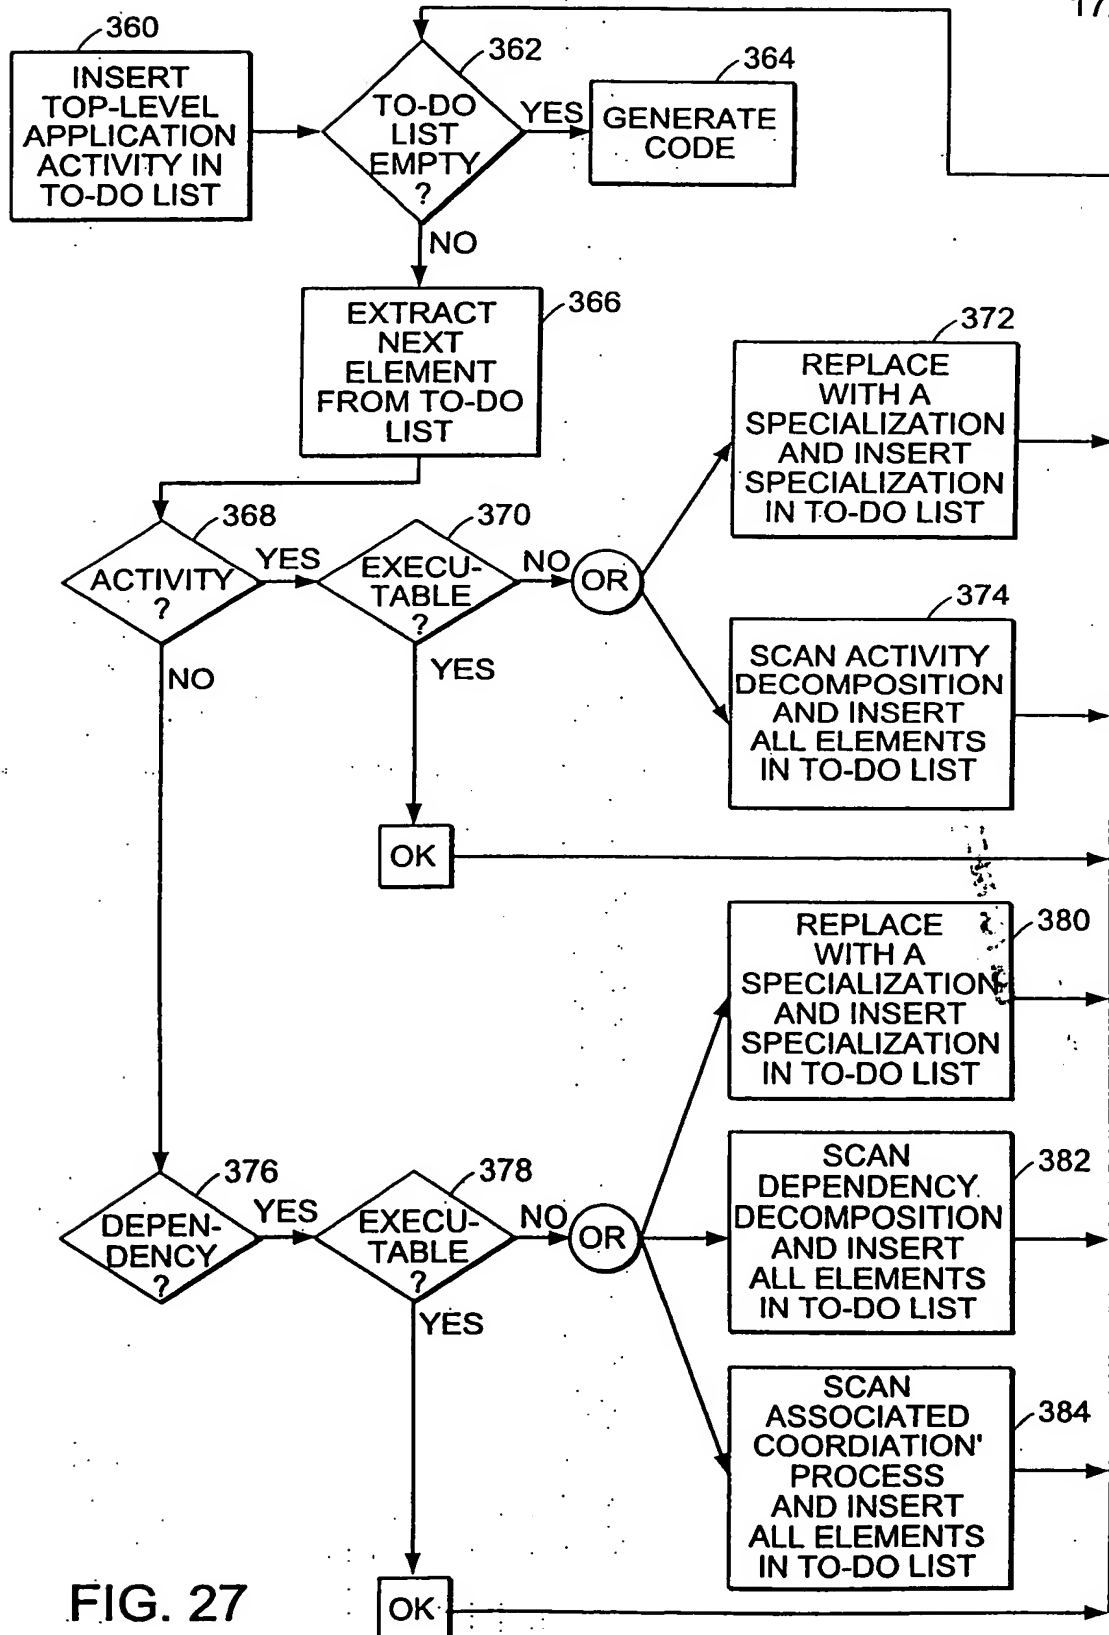 17
360
INSERT
TOP-LEVEL
APPLICATION
ACTIVITY IN
TO-DO LIST
362
TO-DO
LIST
EMPTY
?
YES
364
GENERATE
CODE
NO
366
EXTRACT
NEXT
ELEMENT
FROM TO-DO
LIST
372
REPLACE
WITH A
SPECIALIZATION
AND INSERT
SPECIALIZATION
IN TO-DO LIST
368
ACTIVITY
?
YES
370
EXECU-
TABLE
?
NO
OR
374
SCAN ACTIVITY
DECOMPOSITION
AND INSERT
ALL ELEMENTS
IN TO-DO LIST
NO
YES
OK
380
REPLACE
WITH A
SPECIALIZATION
AND INSERT
SPECIALIZATION
IN TO-DO LIST
376
DEPEN-
DENCY
?
YES
378
EXECU-
TABLE
?
NO
OR
382
SCAN
DEPENDENCY
DECOMPOSITION
AND INSERT
ALL ELEMENTS
IN TO-DO LIST
YES
384
SCAN
ASSOCIATED
COORDIATION'
PROCESS
AND INSERT
ALL ELEMENTS
IN TO-DO LIST
OK
FIG. 27